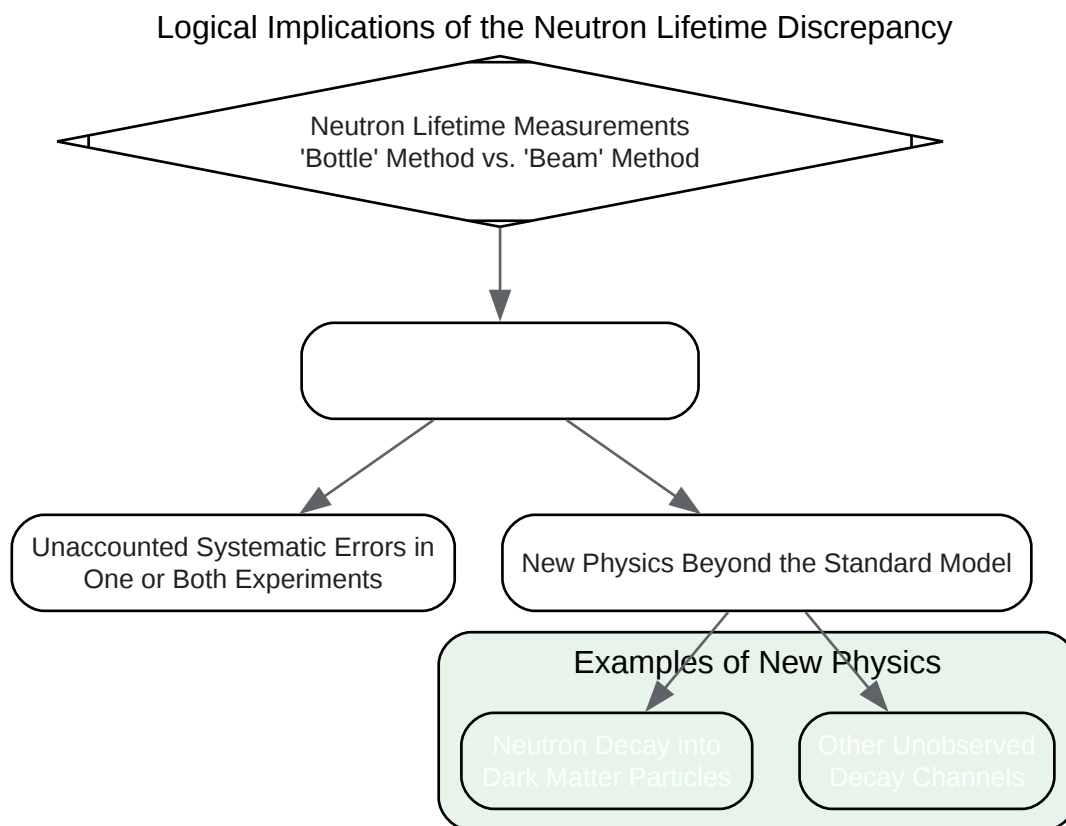 Logical Implications of the Neutron Lifetime Discrepancy
Neutron Lifetime Measurements
'Bottle' Method vs. 'Beam' Method
Unaccounted Systematic Errors in
One or Both Experiments
New Physics Beyond the Standard Model
Examples of New Physics
Neutron Decay into
Dark Matter Particles
Other Unobserved
Decay Channels